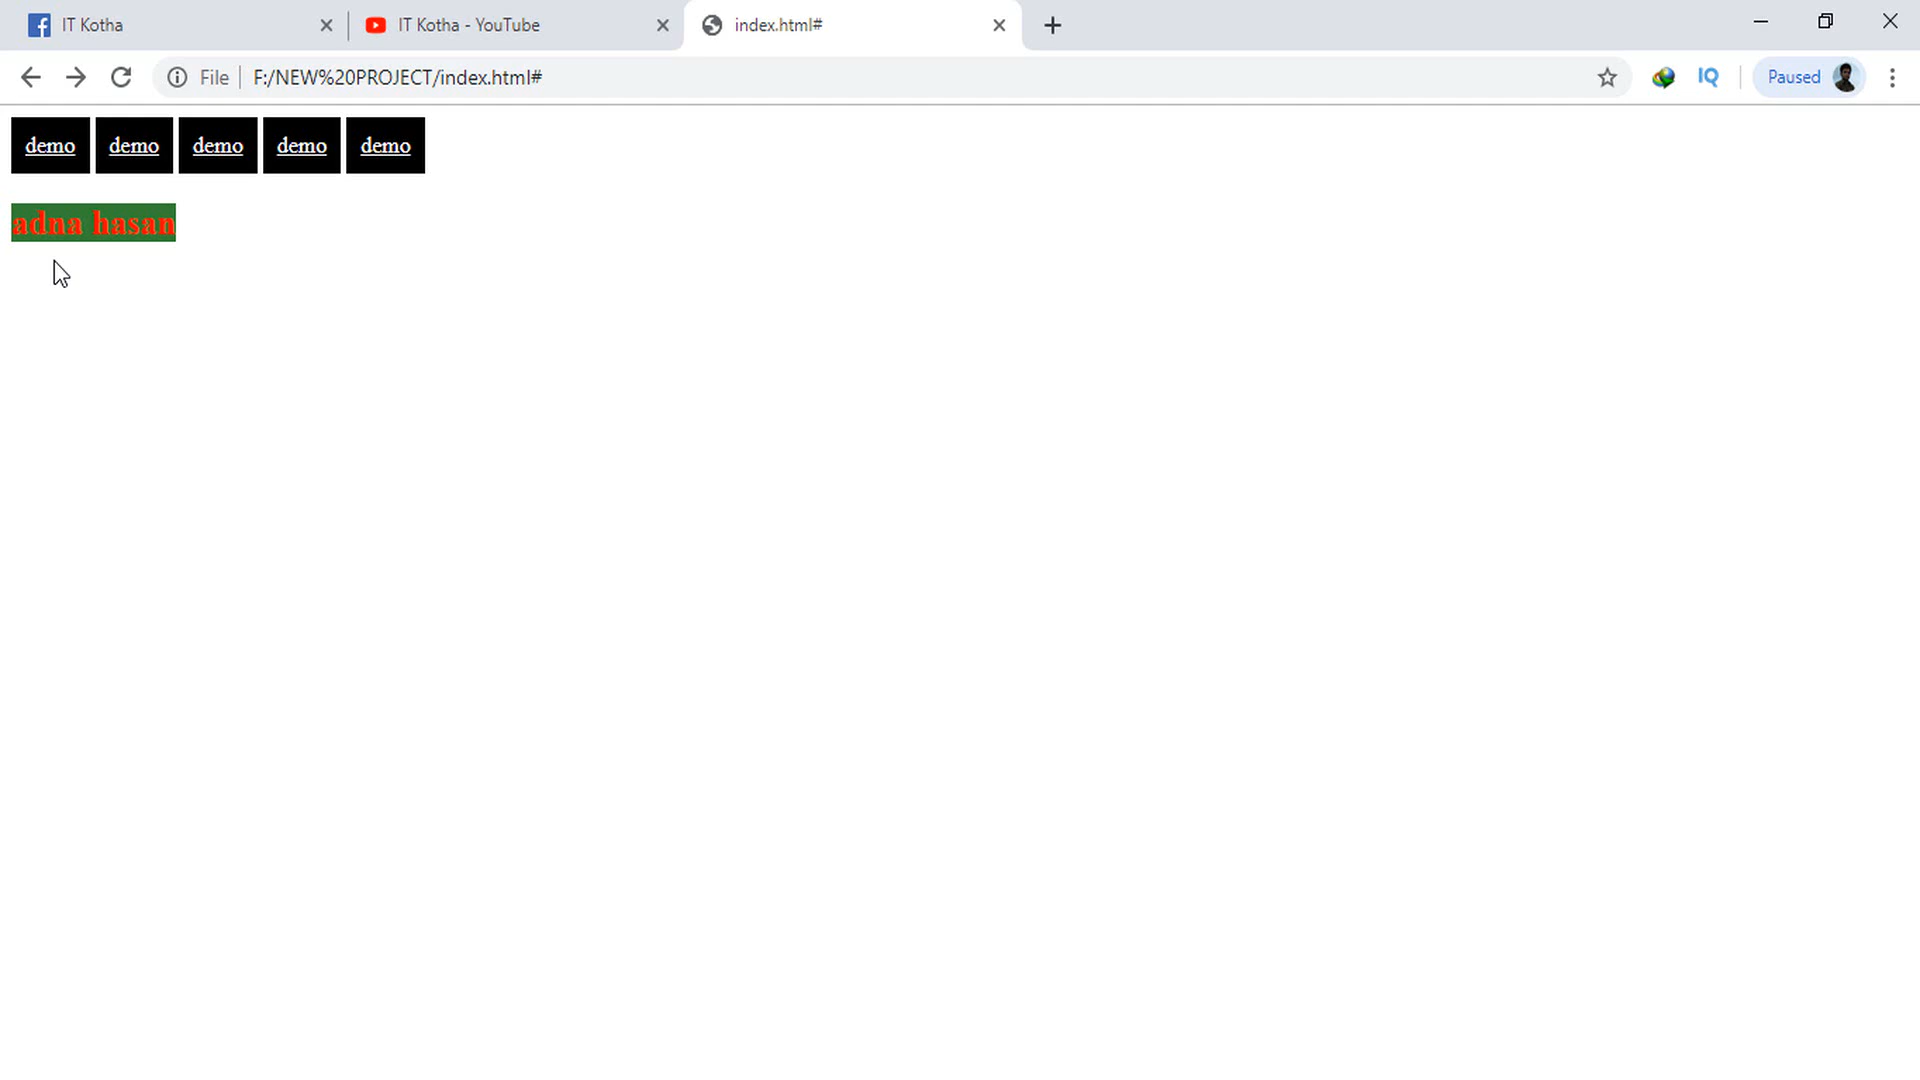 IT Kotha
IT Kotha - YouTube
index.html#
File
F:/NEW%20PROJECT/index.html#
IQ
Paused
demo demo demo demo demo
adna hasan